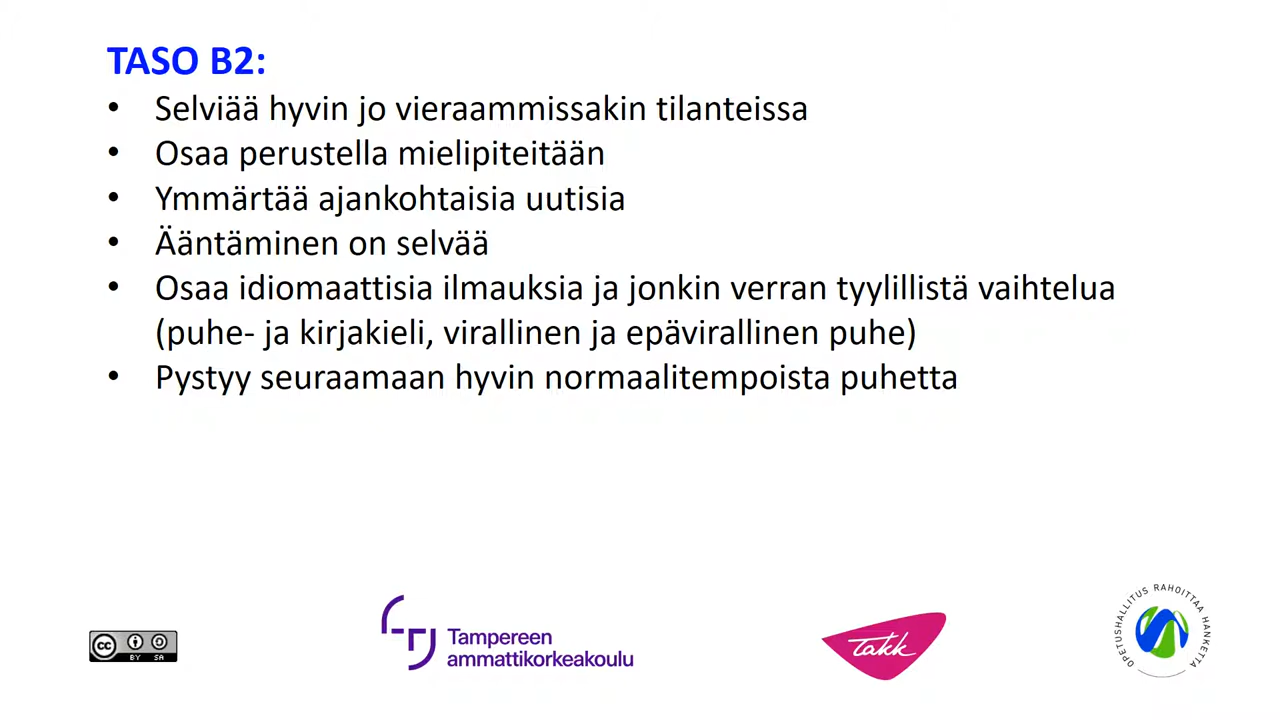 TASO B2:
• Selviää hyvin jo vieraammissakin tilanteissa
• Osaa perustella mielipiteitään
• Ymmärtää ajankohtaisia uutisia
• Ääntäminen on selvää
• Osaa idiomaattisia ilmauksia ja jonkin verran tyylillistä vaihtelua
(puhe- ja kirjakieli, virallinen ja epävirallinen puhe)
• Pystyy seuraamaan hyvin normaalitempoista puhetta
cc BY SA
Tampereen
ammattikorkeakoulu
Takk
OPETUSHALLITUS RAHOITTAA HANKETTA